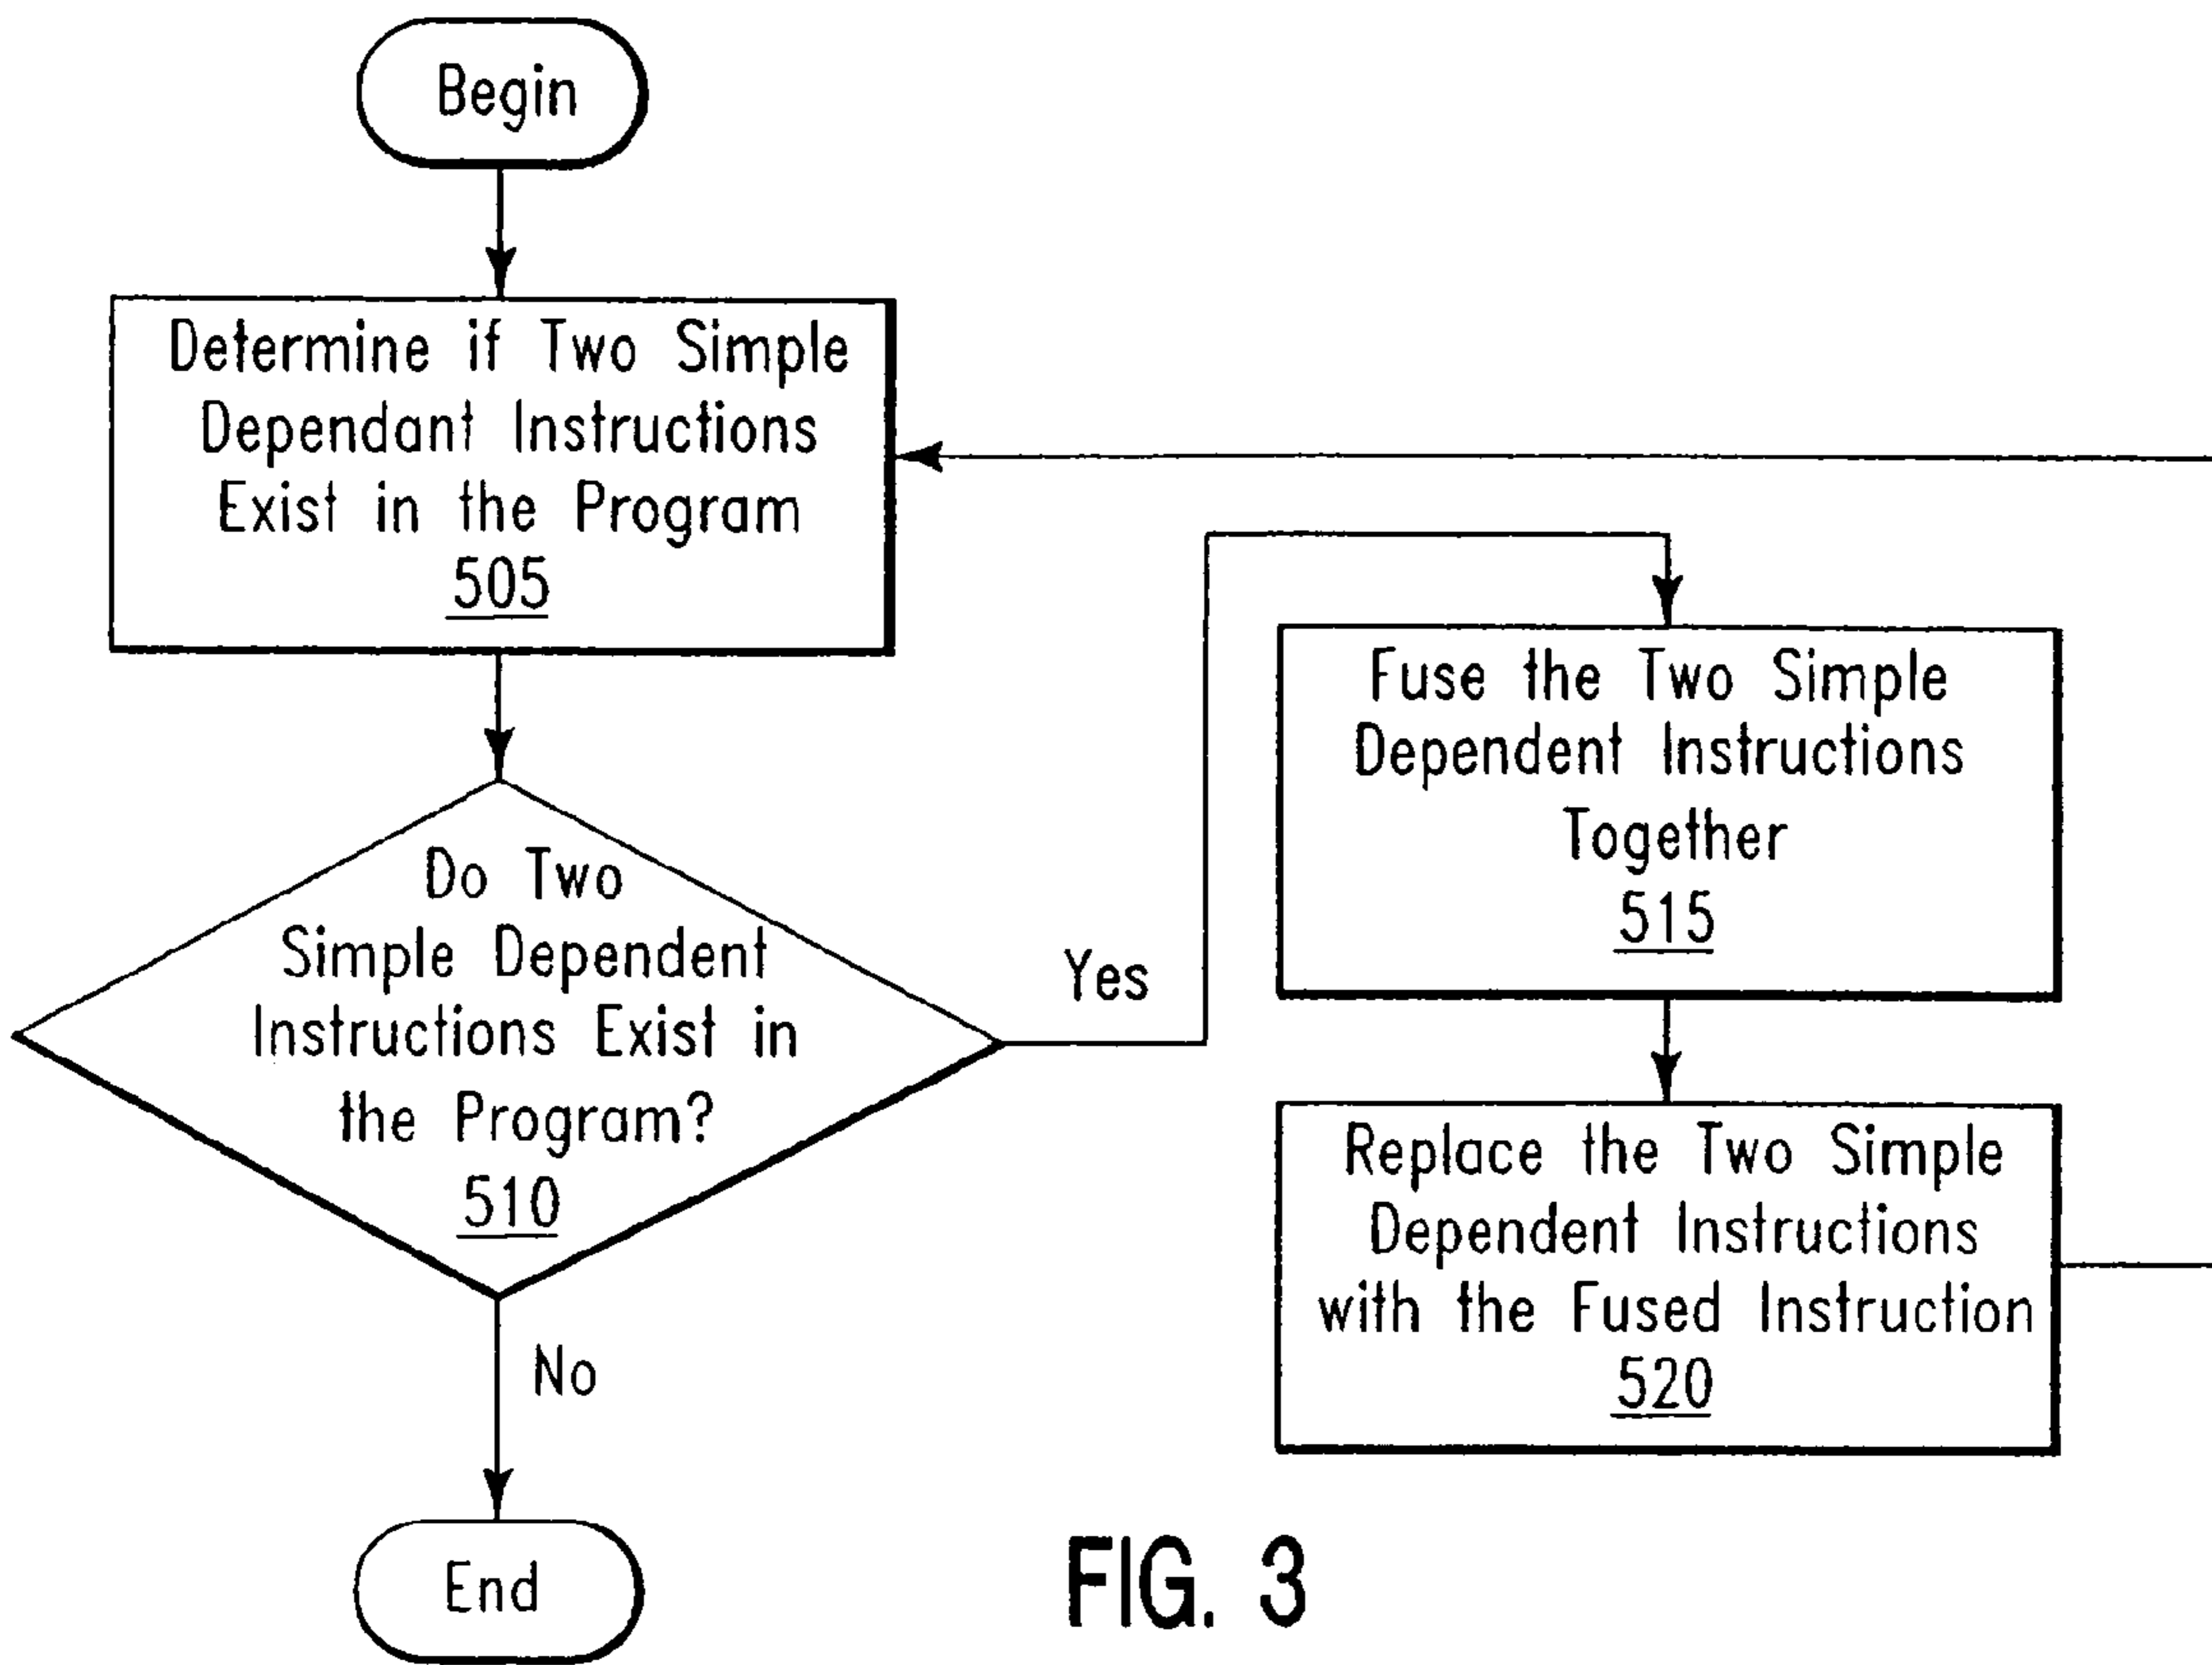 Begin
Determine if Two Simple
Dependant Instructions
Exist in the Program
505
Do Two
Simple Dependent
Instructions Exist in
the Program?
510
Yes
No
Fuse the Two Simple
Dependent Instructions
Together
515
Replace the Two Simple
Dependent Instructions
with the Fused Instruction
520
End
FIG. 3